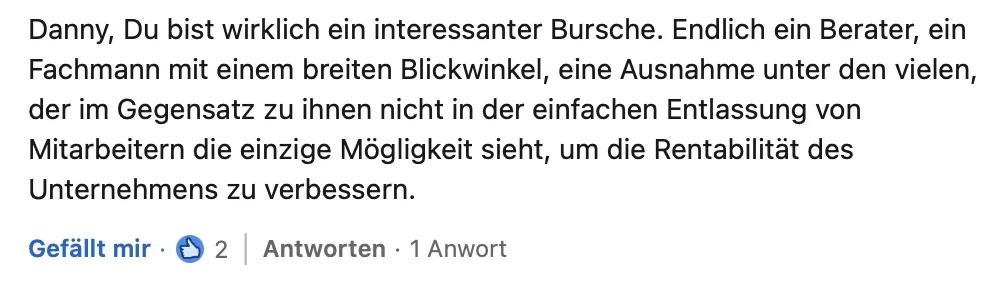 Danny, Du bist wirklich ein interessanter Bursche. Endlich ein Berater, ein
Fachmann mit einem breiten Blickwinkel, eine Ausnahme unter den vielen,
der im Gegensatz zu ihnen nicht in der einfachen Entlassung von
Mitarbeitern die einzige Mögligkeit sieht, um die Rentabilität des
Unternehmens zu verbessern.
Gefällt mir · 2 | Antworten · 1 Anwort